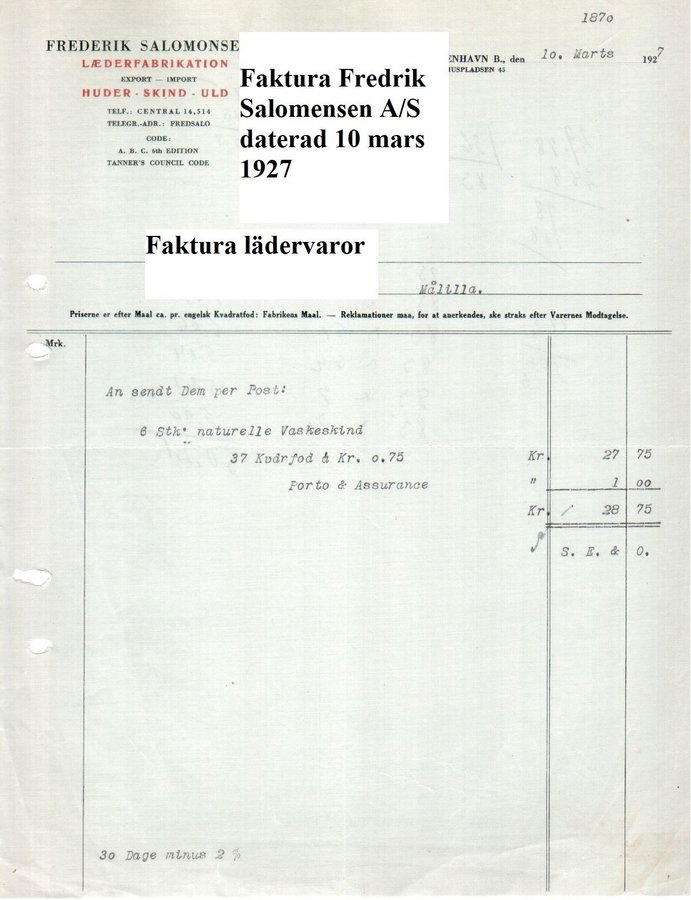 1870
FREDERIK SALOMONSE
LÆDERFABRIKATION
EXPORT — IMPORT
HUDER - SKIND - ULD
TELF.: CENTRAL 14,514
TELEGR.-ADR.: FREDSALO
CODE:
A. B. C. 6th EDITION
TANNER'S COUNCIL CODE
ENHAVN B., den 10. Marts 1927
HUSPLADSEN 45
Faktura Fredrik
Salomensen A/S
daterad 10 mars
1927
Faktura lädervaror
Målilla.
Priserne er efter Maal ca. pr. engelsk Kvadratfod: Fabrikens Maal. — Reklamationer maa, for at anerkendes, ske straks efter Varernes Modtagelse.
Mrk.
An sendt Dem per Post:
6 Stk. naturelle Vaskeskind
37 Kvdrfod á Kr. 0.75 Kr. 27 75
Porto & Assurance " 1 00
Kr. / 28 75
S. E. & O.
30 Dage minus 2 %